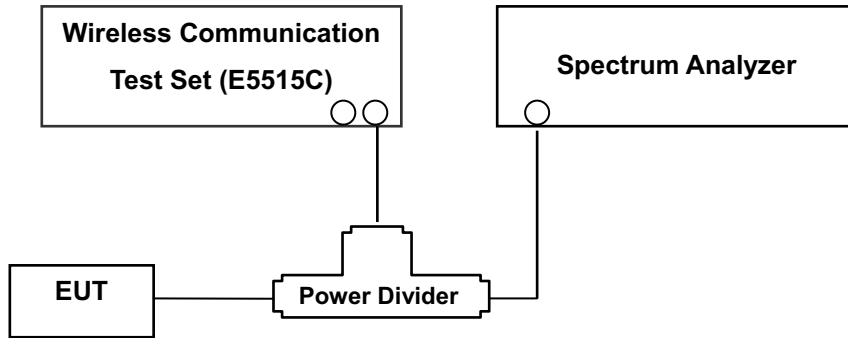 Wireless Communication
Test Set (E5515C)
Spectrum Analyzer
EUT
Power Divider